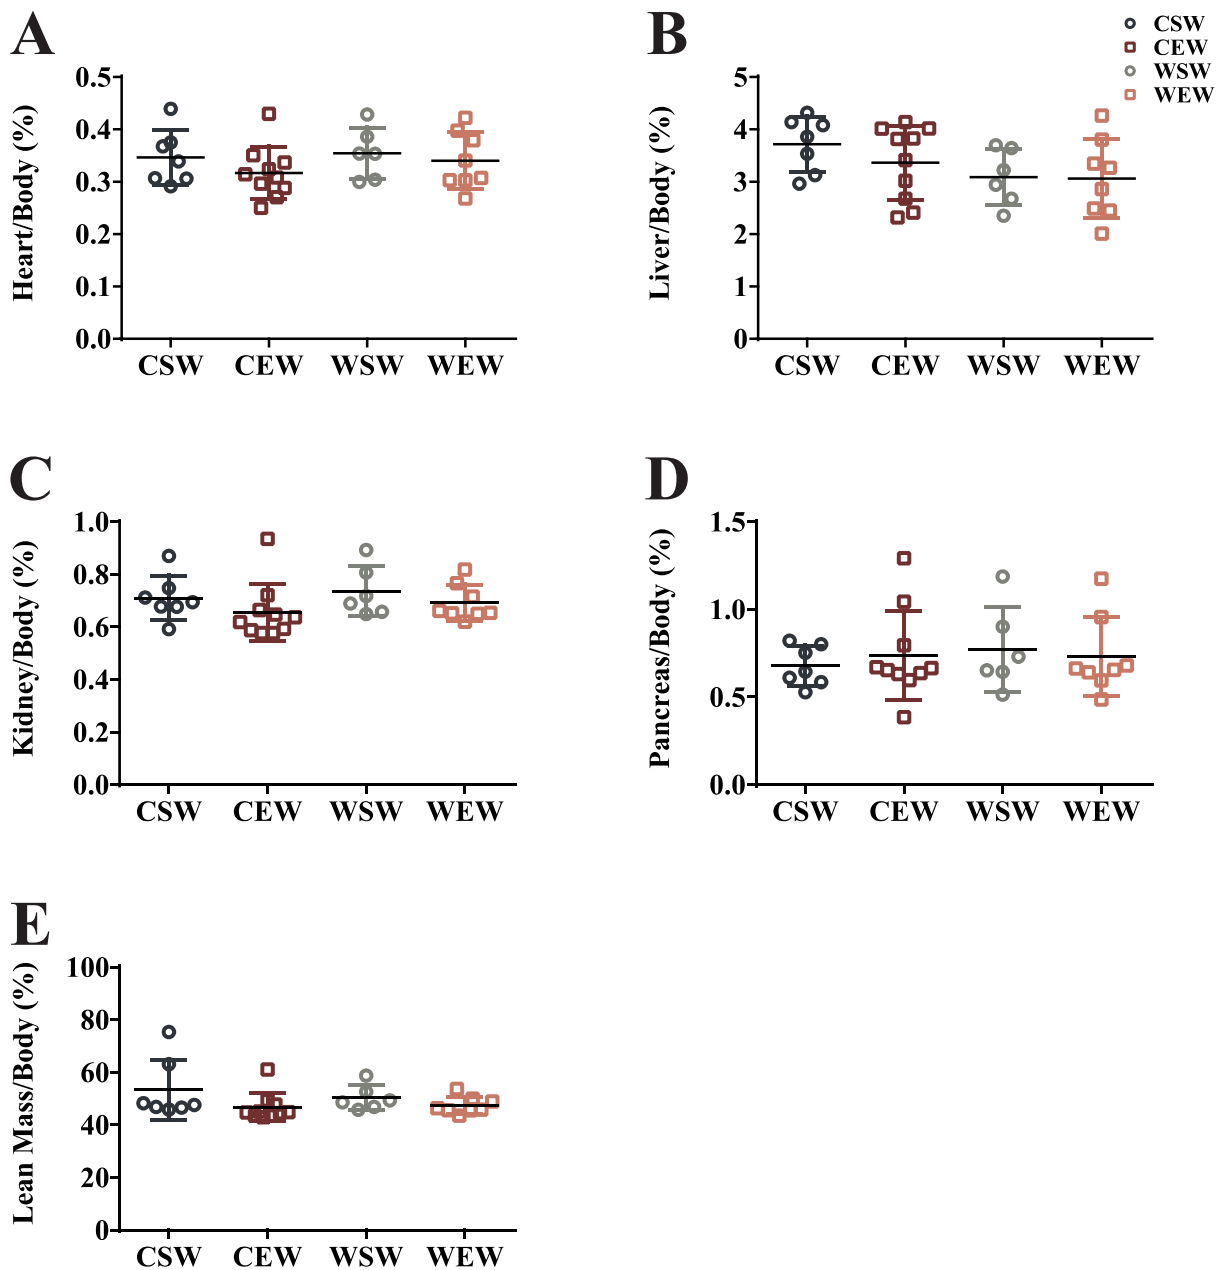 A
Heart/Body (%)
0.5
0.4
0.3
0.2
0.1
0.0
CSW CEW WSW WEW
B
CSW
CEW
WSW
WEW
Liver/Body (%)
5
4
3
2
1
0
CSW CEW WSW WEW
C
Kidney/Body (%)
1.0
0.8
0.6
0.4
0.2
0.0
CSW CEW WSW WEW
D
Pancreas/Body (%)
1.5
1.0
0.5
0.0
CSW CEW WSW WEW
E
Lean Mass/Body (%)
100
80
60
40
20
0
CSW CEW WSW WEW